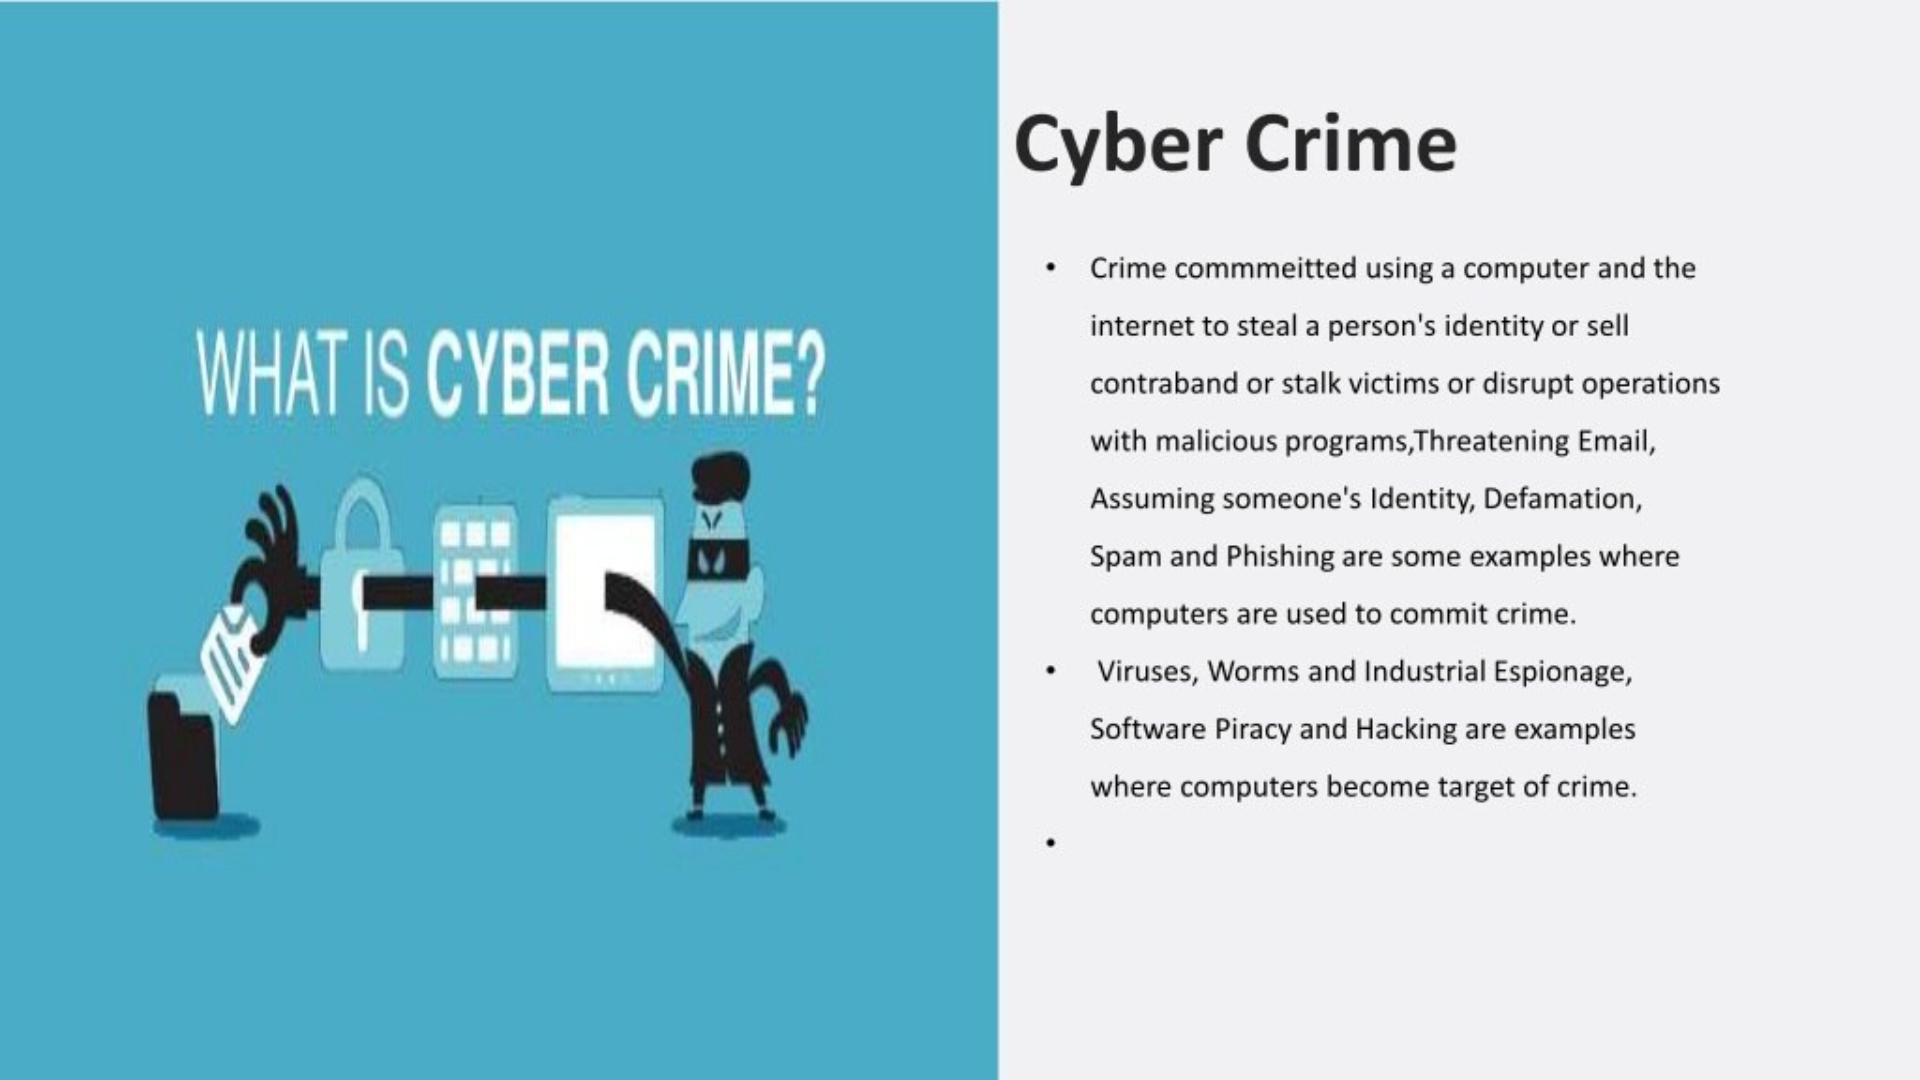 WHAT IS CYBER CRIME?
Cyber Crime
• Crime commmeitted using a computer and the
internet to steal a person's identity or sell
contraband or stalk victims or disrupt operations
with malicious programs,Threatening Email,
Assuming someone's Identity, Defamation,
Spam and Phishing are some examples where
computers are used to commit crime.
• Viruses, Worms and Industrial Espionage,
Software Piracy and Hacking are examples
where computers become target of crime.
•